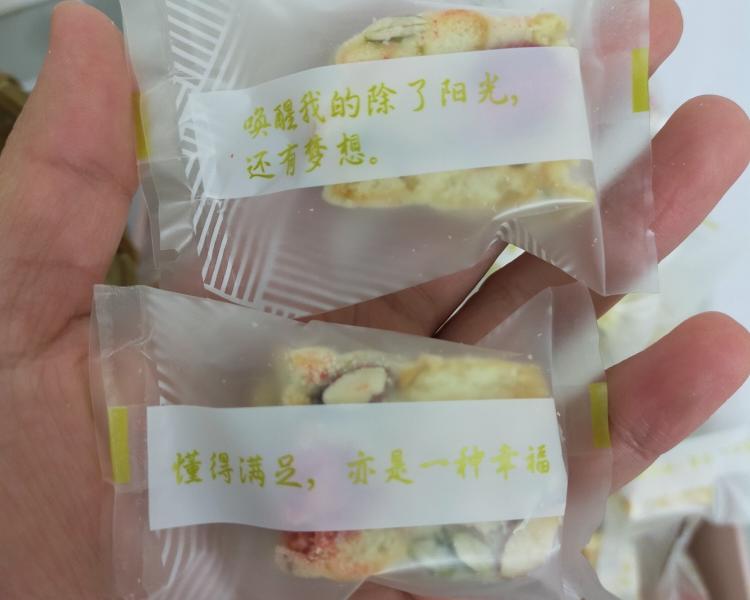 唤醒我的除了阳光，
还有梦想。
懂得满足，亦是一种幸福